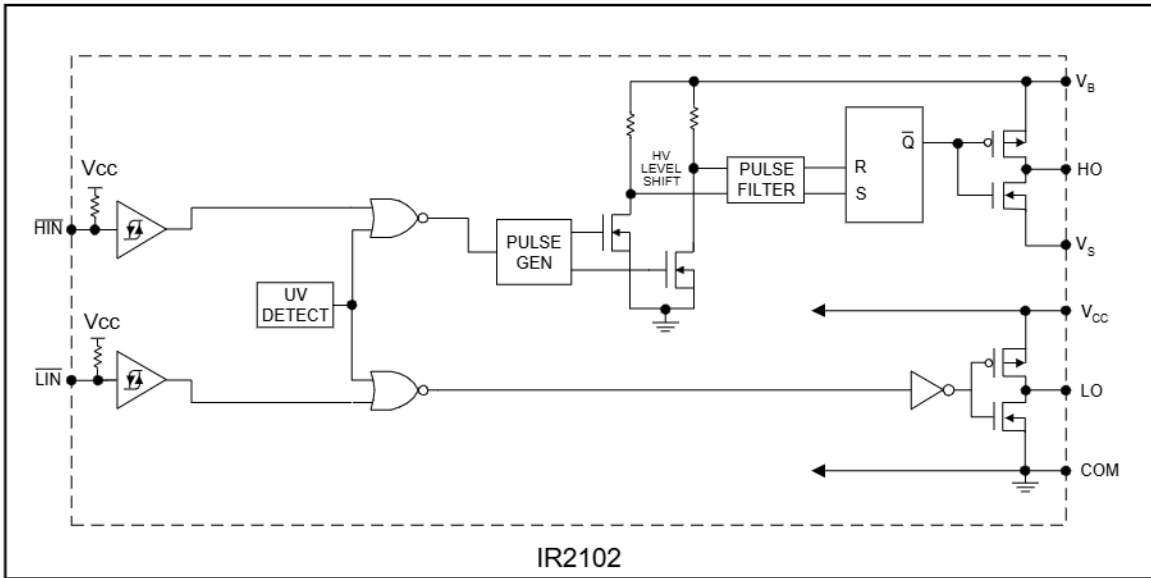 V_B
Vcc
HV
LEVEL
SHIFT
PULSE
FILTER
R
S
Q̅
HO
H̅I̅N̅
PULSE
GEN
V_S
UV
DETECT
Vcc
V_CC
L̅I̅N̅
LO
COM
IR2102